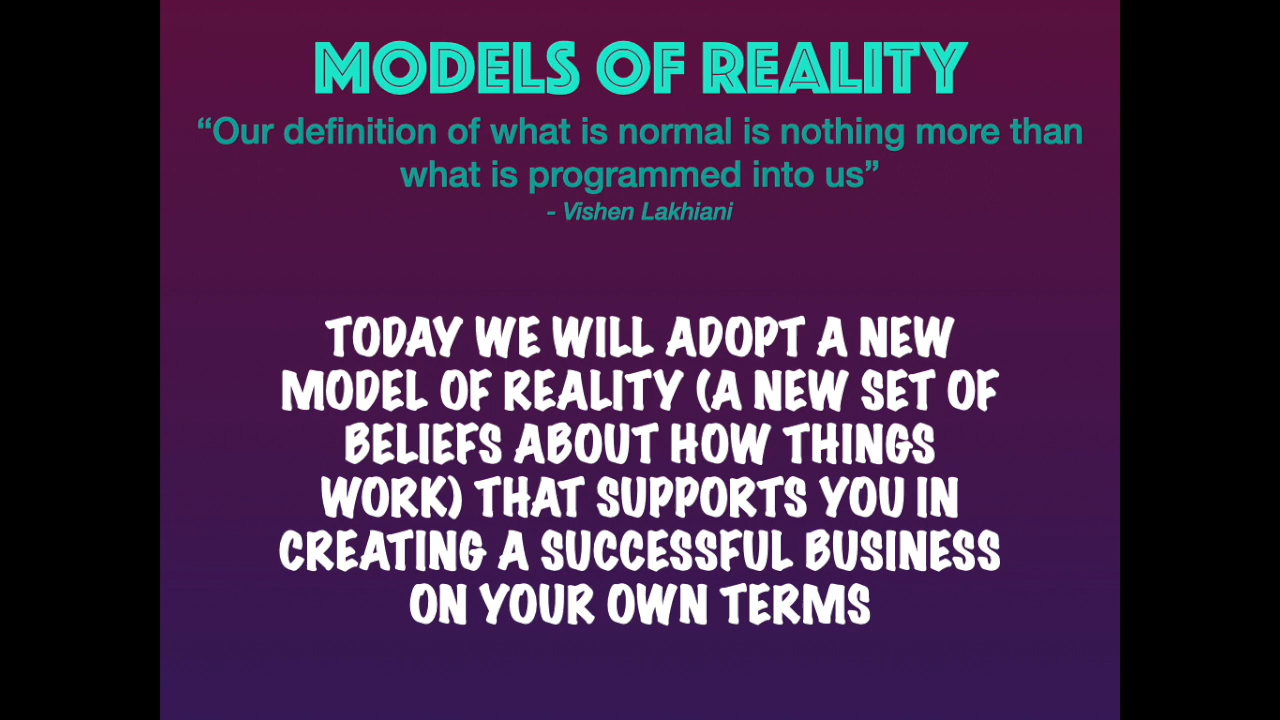 MODELS OF REALITY
“Our definition of what is normal is nothing more than
what is programmed into us”
- Vishen Lakhiani
TODAY WE WILL ADOPT A NEW
MODEL OF REALITY (A NEW SET OF
BELIEFS ABOUT HOW THINGS
WORK) THAT SUPPORTS YOU IN
CREATING A SUCCESSFUL BUSINESS
ON YOUR OWN TERMS